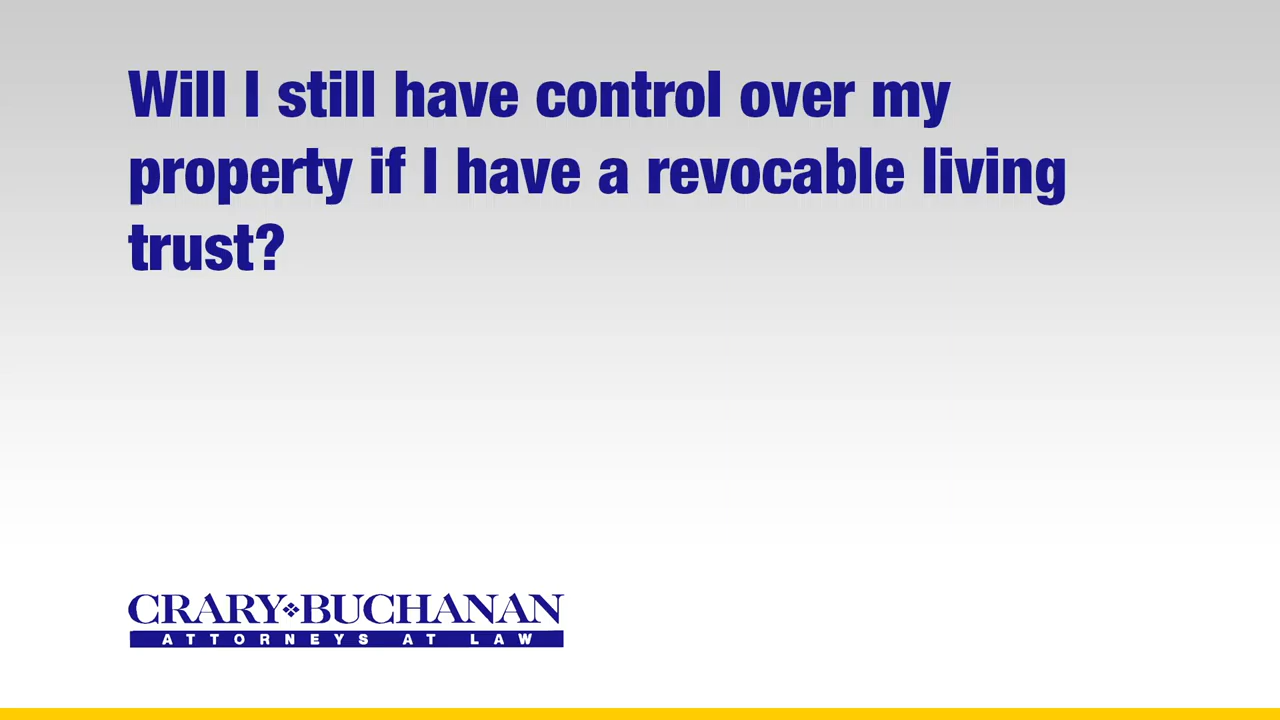 Will I still have control over my
property if I have a revocable living
trust?
CRARY BUCHANAN
ATTORNEYS AT LAW